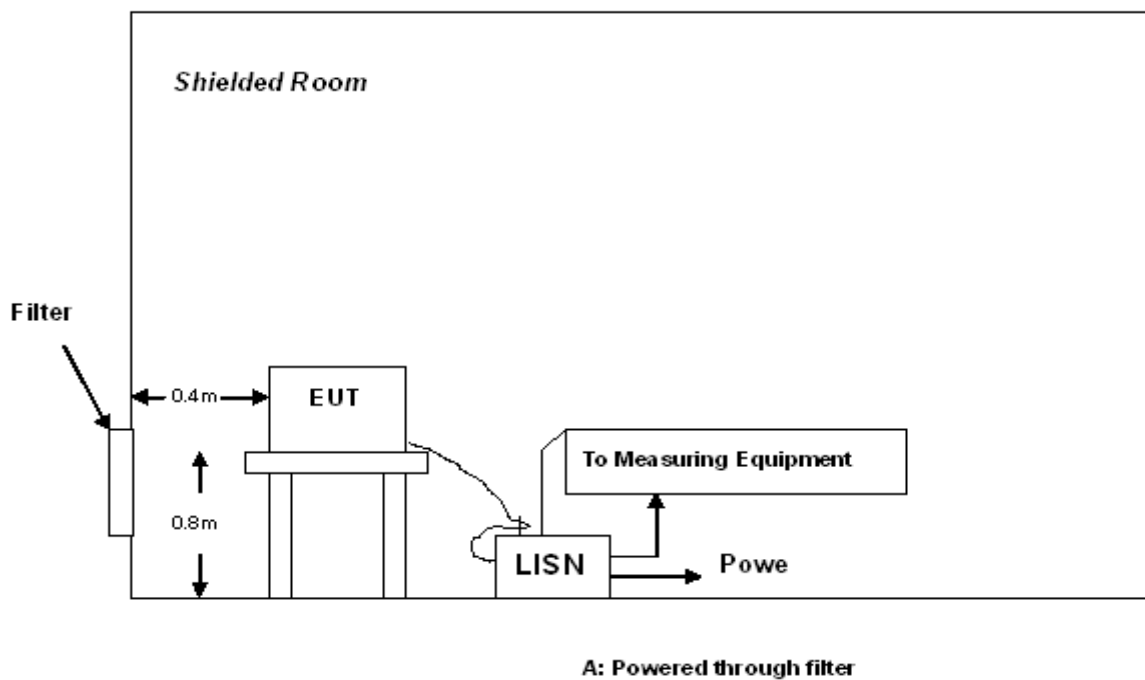 Shielded Room
Filter
0.4m
EUT
To Measuring Equipment
0.8m
LISN
Powe
A: Powered through filter